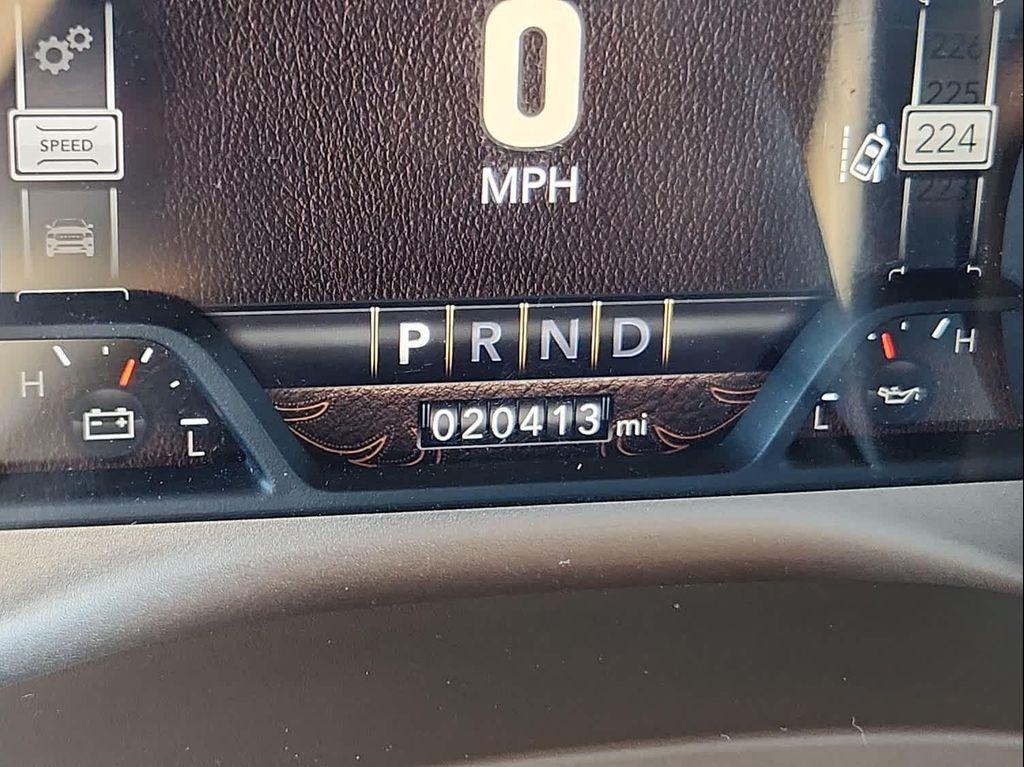 0
MPH
SPEED
226
225
224
223
P R N D
H
L
020413 mi
H
L